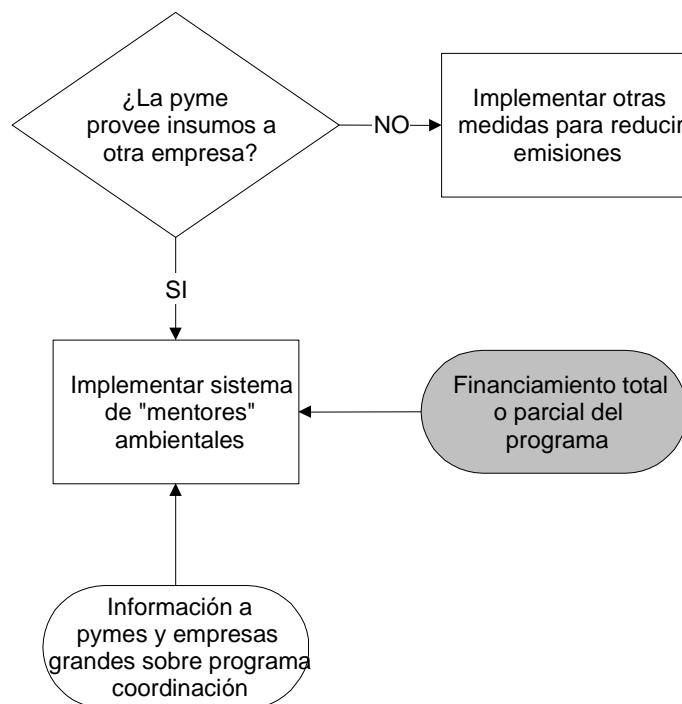 ¿La pyme
provee insumos a
otra empresa?
NO
Implementar otras
medidas para reducir
emisiones
SI
Implementar sistema
de "mentores"
ambientales
Financiamiento total
o parcial del
programa
Información a
pymes y empresas
grandes sobre programa
coordinación